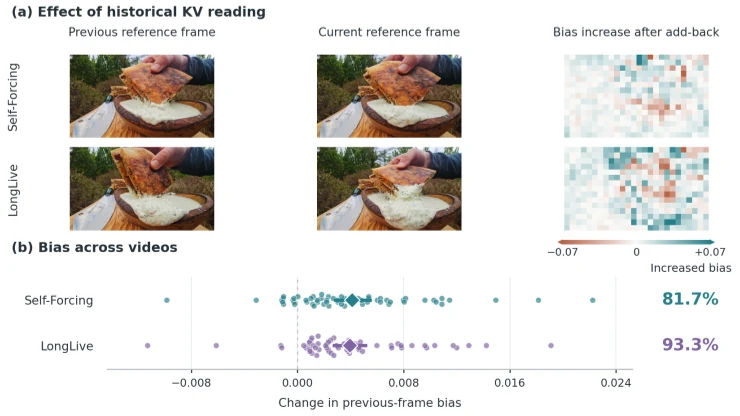 (a) Effect of historical KV reading
Previous reference frame
Current reference frame
Bias increase after add-back
Self-Forcing
LongLive
−0.07
0
+0.07
Increased bias
(b) Bias across videos
Self-Forcing
81.7%
LongLive
93.3%
−0.008
0.000
0.008
0.016
0.024
Change in previous-frame bias